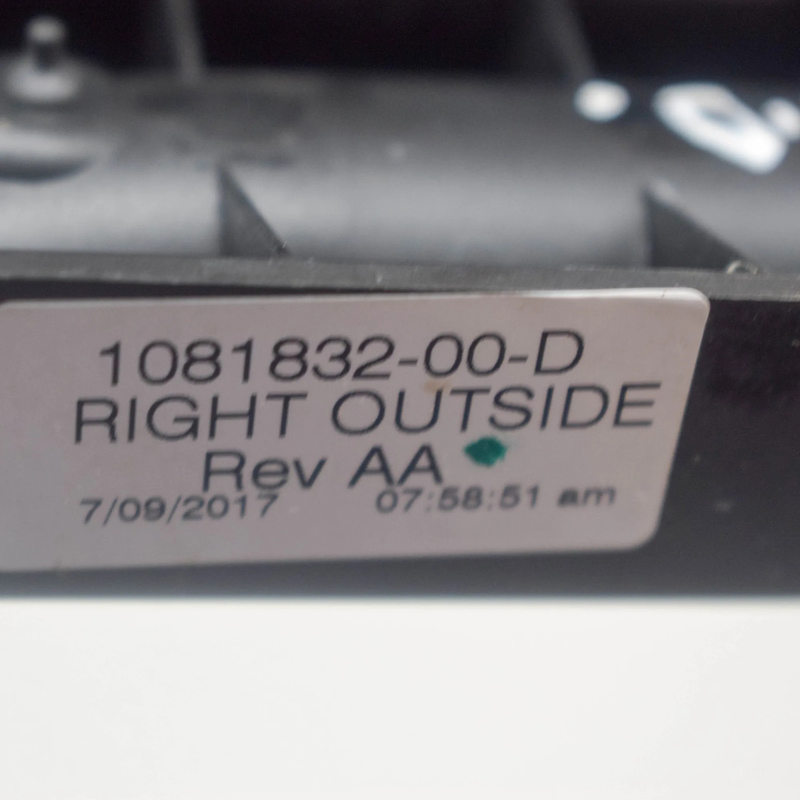 1081832-00-D
RIGHT OUTSIDE
Rev AA
7/09/2017 07:58:51 am